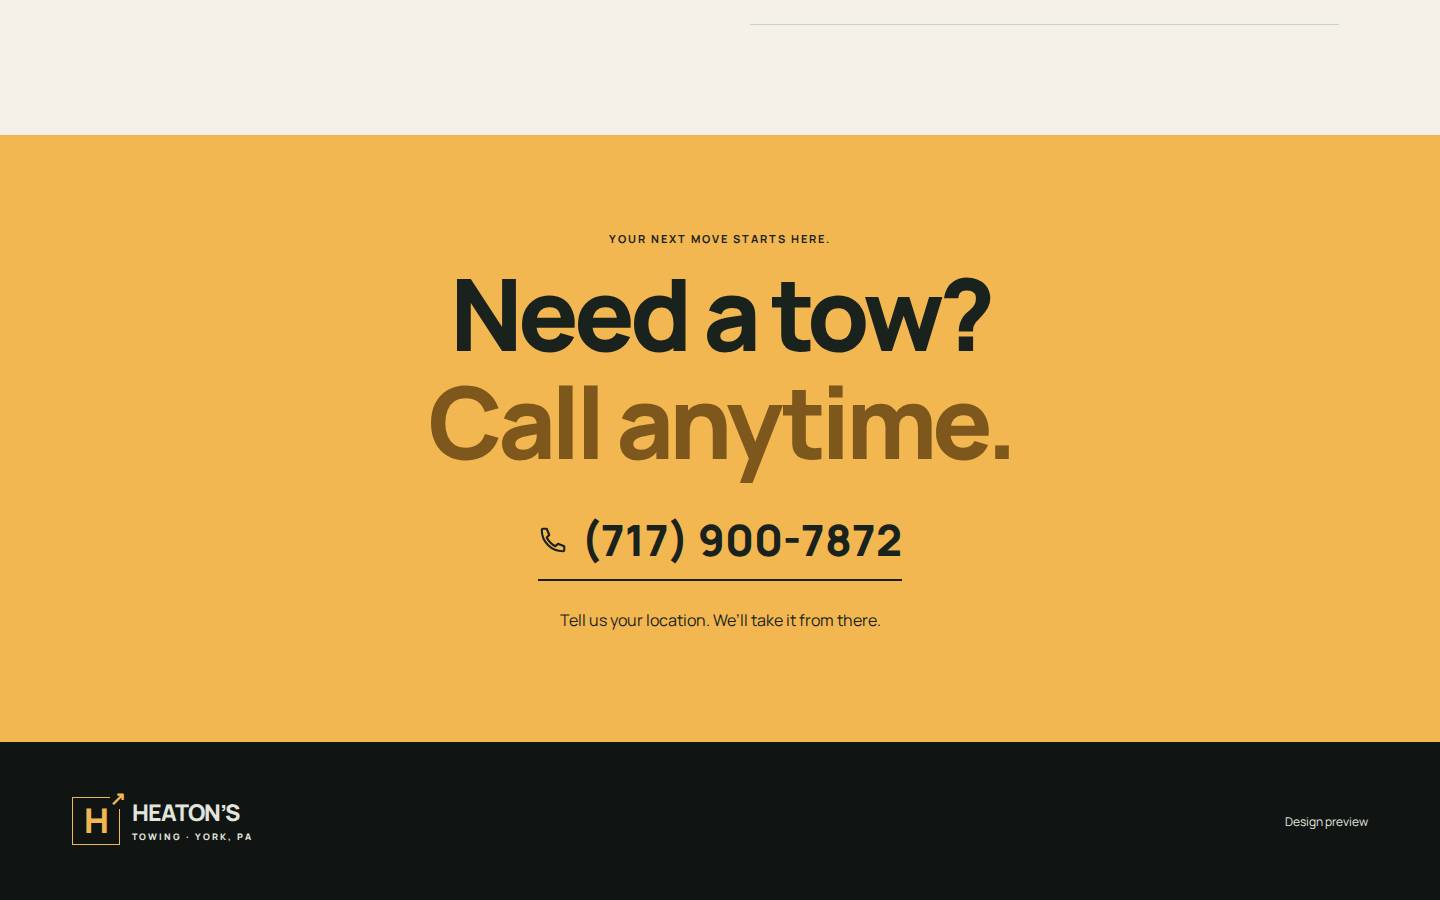 YOUR NEXT MOVE STARTS HERE.
Need a tow?
Call anytime.
(717) 900-7872
Tell us your location. We’ll take it from there.
H
HEATON’S
TOWING · YORK, PA
Design preview